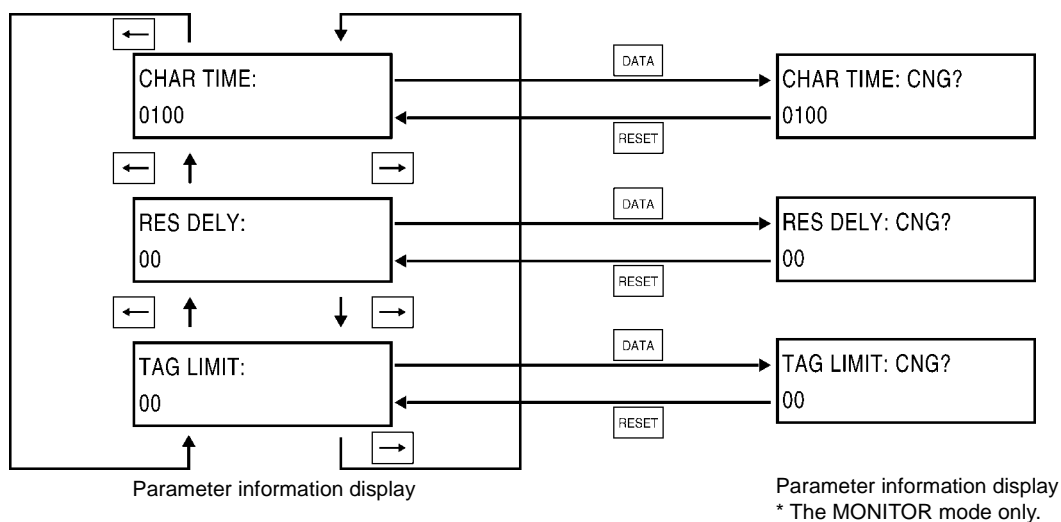 ←
DATA
CHAR TIME:
0100
CHAR TIME: CNG?
0100
RESET
←
→
DATA
RES DELY:
00
RES DELY: CNG?
00
RESET
←
→
DATA
TAG LIMIT:
00
TAG LIMIT: CNG?
00
RESET
→
Parameter information display
Parameter information display
* The MONITOR mode only.